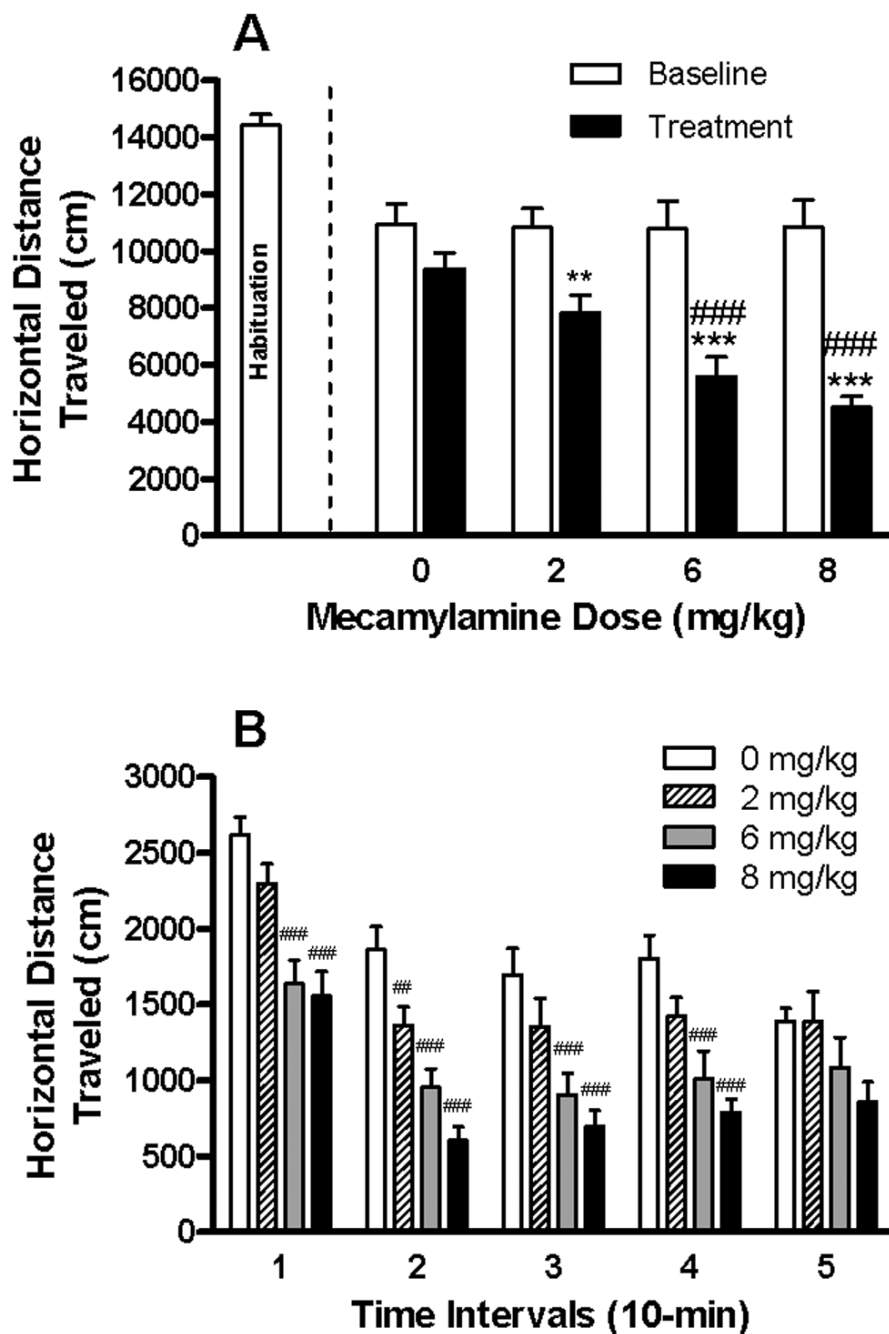 A
Baseline
Treatment
Horizontal Distance
Traveled (cm)
16000
14000
12000
10000
8000
6000
4000
2000
0
Habituation
**
###
***
###
***
0 2 6 8
Mecamylamine Dose (mg/kg)
B
0 mg/kg
2 mg/kg
6 mg/kg
8 mg/kg
Horizontal Distance
Traveled (cm)
3000
2500
2000
1500
1000
500
0
### ###
##
###
###
###
###
###
###
1 2 3 4 5
Time Intervals (10-min)